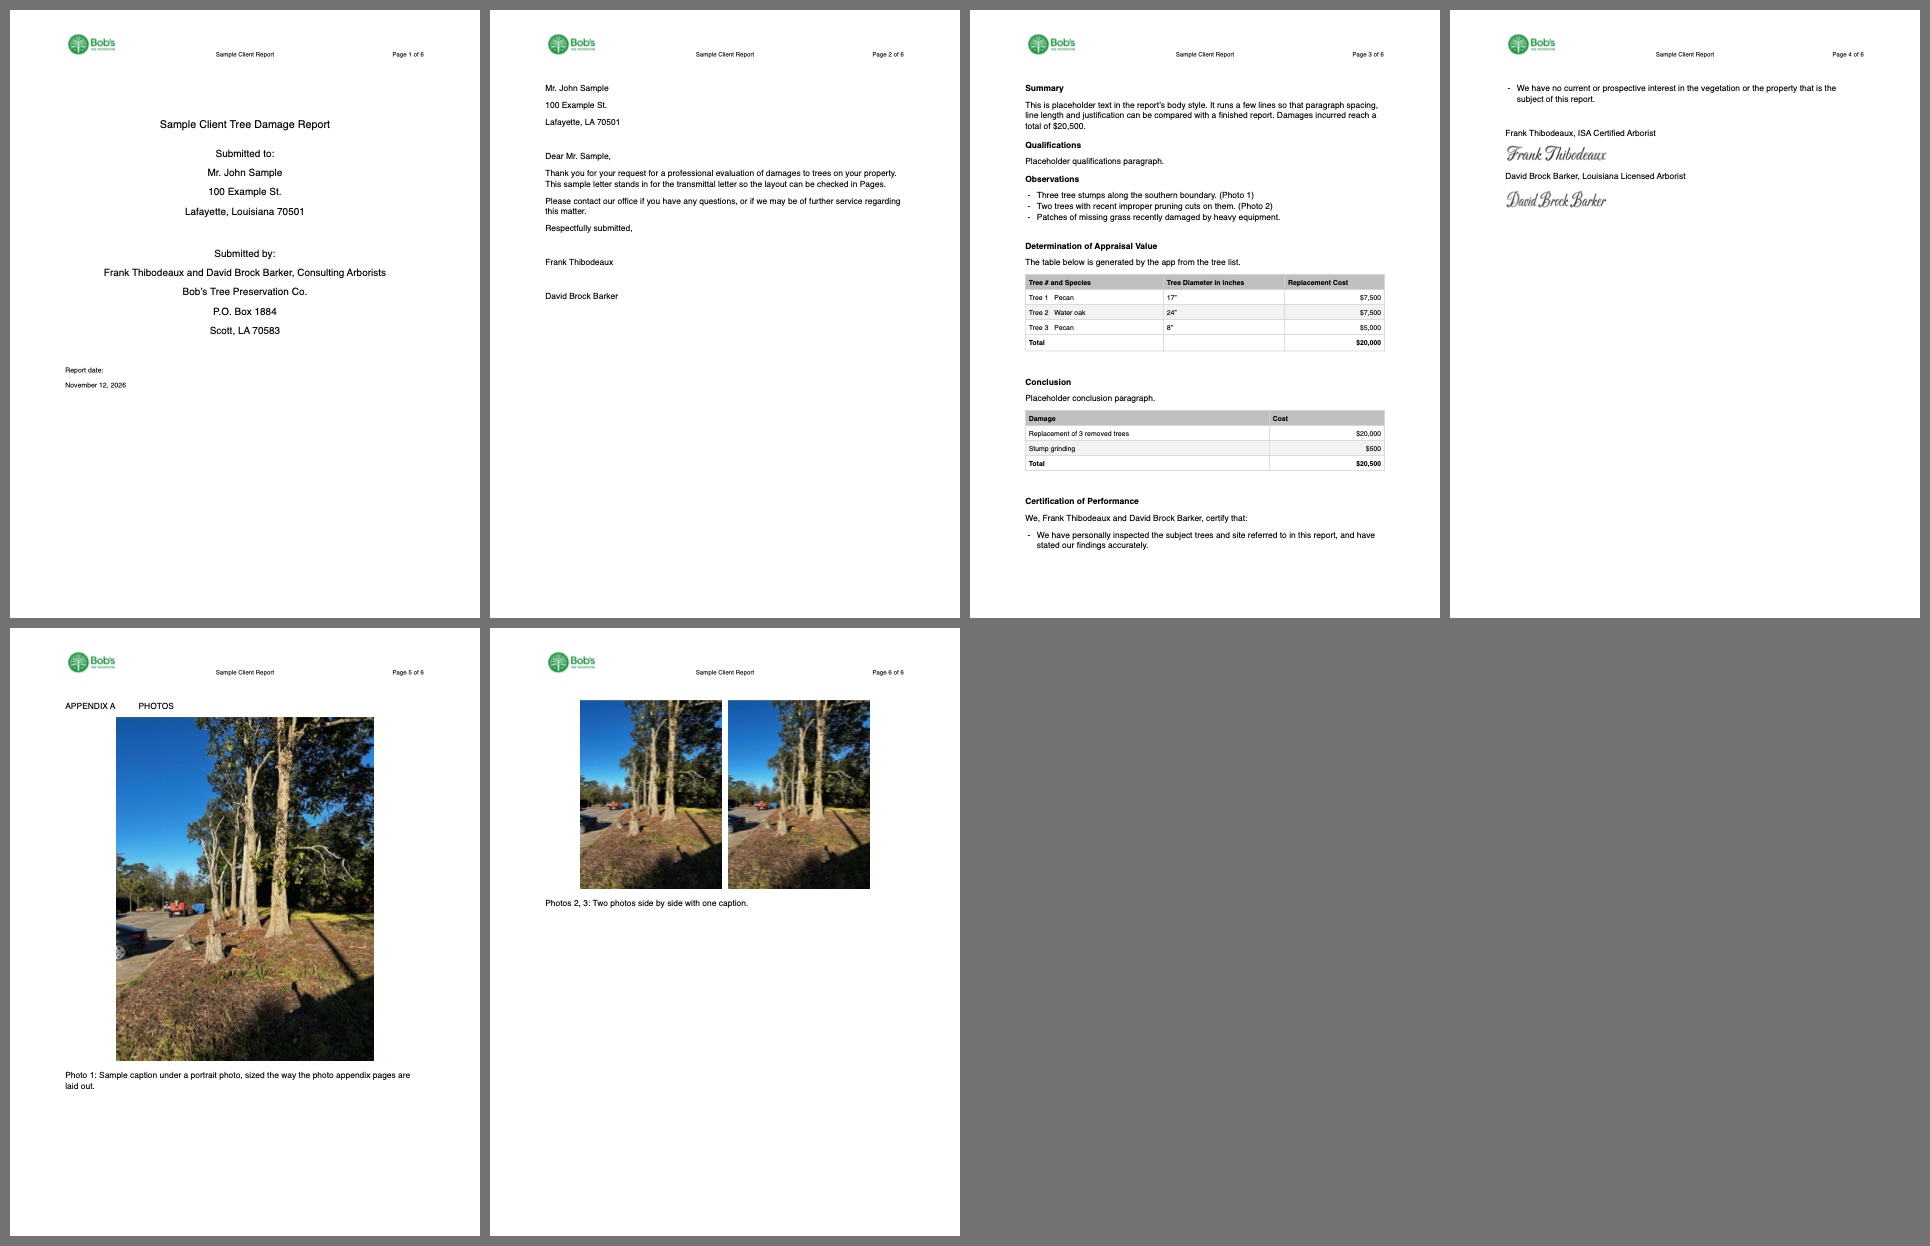 Bob's
Sample Client Report
Page 1 of 6
Sample Client Tree Damage Report
Submitted to:
Mr. John Sample
100 Example St.
Lafayette, Louisiana 70501
Submitted by:
Frank Thibodeaux and David Brock Barker, Consulting Arborists
Bob's Tree Preservation Co.
P.O. Box 1884
Scott, LA 70583
Report date:
November 12, 2026
Bob's
Sample Client Report
Page 2 of 6
Mr. John Sample
100 Example St.
Lafayette, LA 70501
Dear Mr. Sample,
Thank you for your request for a professional evaluation of damages to trees on your property.
This sample letter stands in for the transmittal letter so the layout can be checked in Pages.
Please contact our office if you have any questions, or if we may be of further service regarding
this matter.
Respectfully submitted,
Frank Thibodeaux
David Brock Barker
Bob's
Sample Client Report
Page 3 of 6
Summary
This is placeholder text in the report's body style. It runs a few lines so that paragraph spacing,
line length and justification can be compared with a finished report. Damages incurred reach a
total of $20,500.
Qualifications
Placeholder qualifications paragraph.
Observations
- Three tree stumps along the southern boundary. (Photo 1)
- Two trees with recent improper pruning cuts on them. (Photo 2)
- Patches of missing grass recently damaged by heavy equipment.
Determination of Appraisal Value
The table below is generated by the app from the tree list.
Tree # and Species Tree Diameter in inches Replacement Cost
Tree 1 Pecan 17" $7,500
Tree 2 Water oak 24" $7,500
Tree 3 Pecan 8" $5,000
Total $20,000
Conclusion
Placeholder conclusion paragraph.
Damage Cost
Replacement of 3 removed trees $20,000
Stump grinding $500
Total $20,500
Certification of Performance
We, Frank Thibodeaux and David Brock Barker, certify that:
- We have personally inspected the subject trees and site referred to in this report, and have
stated our findings accurately.
Bob's
Sample Client Report
Page 4 of 6
- We have no current or prospective interest in the vegetation or the property that is the
subject of this report.
Frank Thibodeaux, ISA Certified Arborist
Frank Thibodeaux
David Brock Barker, Louisiana Licensed Arborist
David Brock Barker
Bob's
Sample Client Report
Page 5 of 6
APPENDIX A PHOTOS
Photo 1: Sample caption under a portrait photo, sized the way the photo appendix pages are
laid out.
Bob's
Sample Client Report
Page 6 of 6
Photos 2, 3: Two photos side by side with one caption.